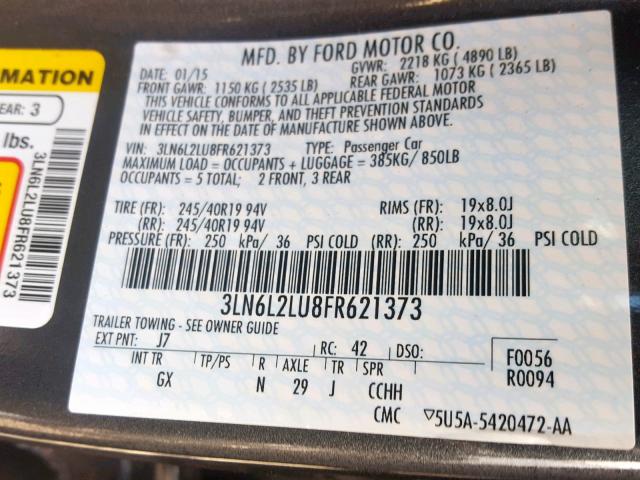 MFD. BY FORD MOTOR CO.
DATE: 01/15 GVWR: 2218 KG ( 4890 LB)
FRONT GAWR: 1150 KG ( 2535 LB) REAR GAWR: 1073 KG ( 2365 LB)
THIS VEHICLE CONFORMS TO ALL APPLICABLE FEDERAL MOTOR
VEHICLE SAFETY, BUMPER, AND THEFT PREVENTION STANDARDS
IN EFFECT ON THE DATE OF MANUFACTURE SHOWN ABOVE.
VIN: 3LN6L2LU8FR621373 TYPE: Passenger Car
MAXIMUM LOAD = OCCUPANTS + LUGGAGE = 385KG/ 850LB
OCCUPANTS = 5 TOTAL; 2 FRONT, 3 REAR
TIRE (FR): 245/40R19 94V RIMS (FR): 19x8.0J
(RR): 245/40R19 94V (RR): 19x8.0J
PRESSURE (FR): 250 kPa/ 36 PSI COLD (RR): 250 kPa/ 36 PSI COLD
3LN6L2LU8FR621373
TRAILER TOWING - SEE OWNER GUIDE
EXT PNT: J7 RC: 42 DSO: F0056
R0094
INT TR TP/PS R AXLE TR SPR
GX N 29 J CCHH
CMC ▽5U5A-5420472-AA
RMATION
EAR: 3
lbs.
3LN6L2LU8FR621373